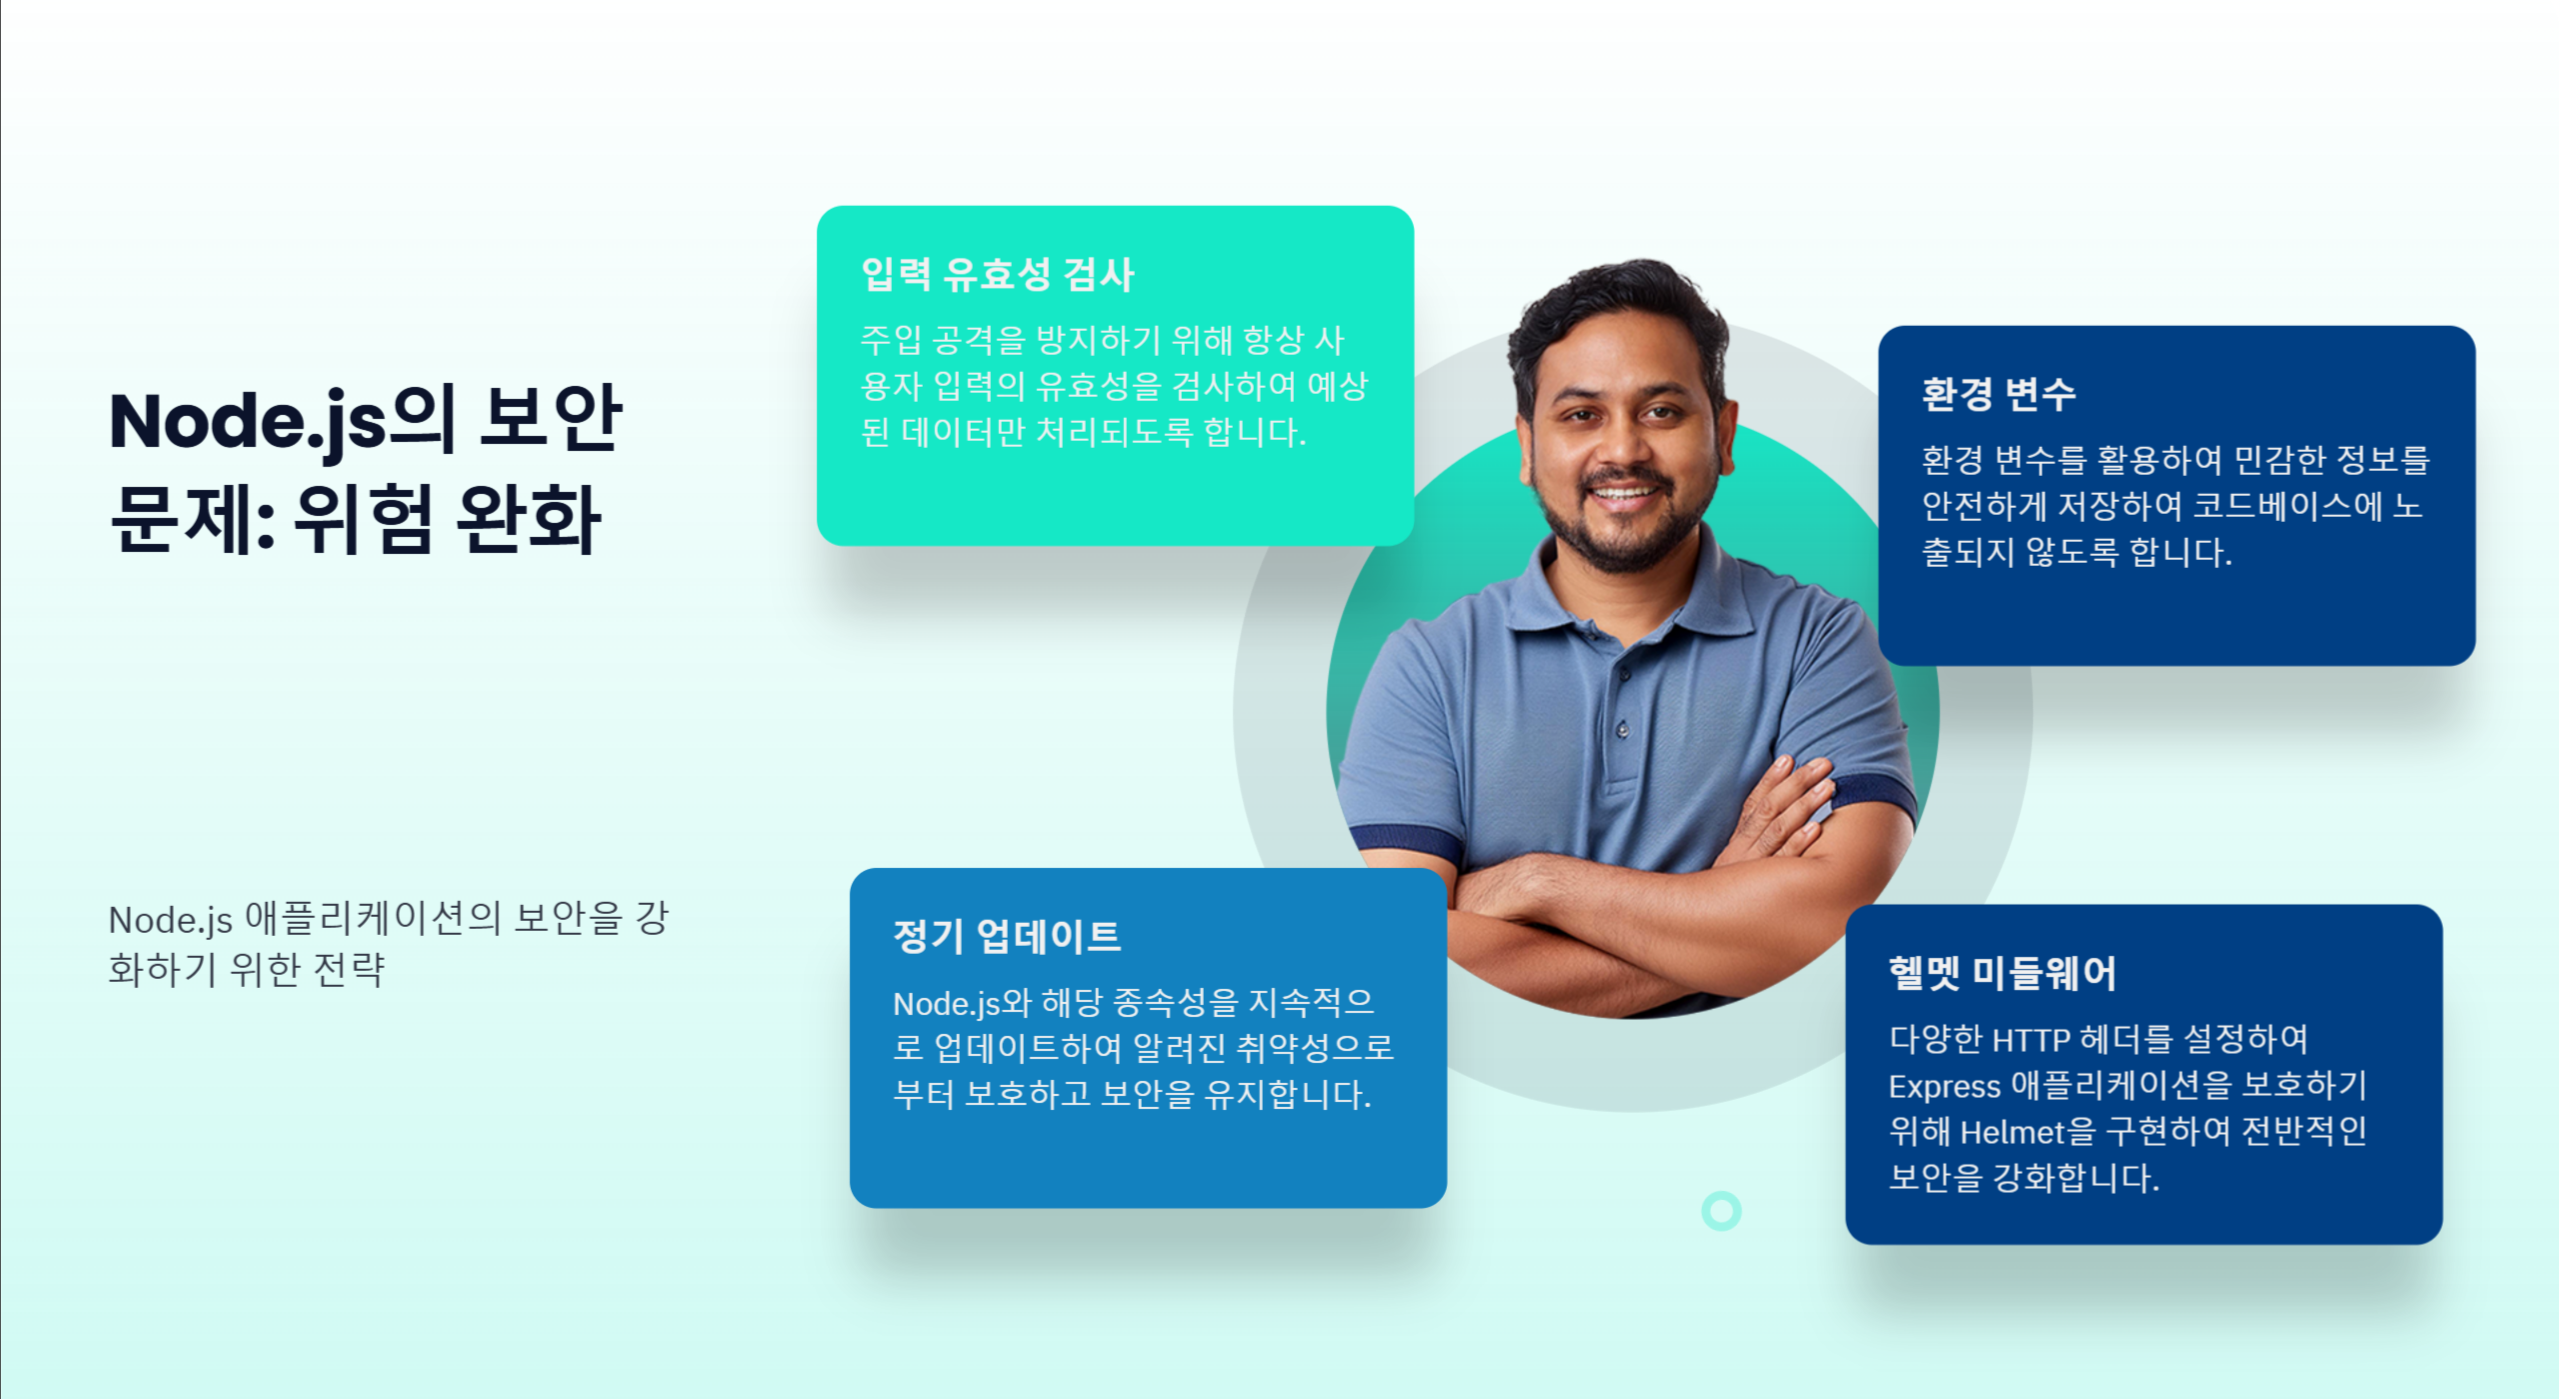 Node.js의 보안
문제: 위험 완화
Node.js 애플리케이션의 보안을 강
화하기 위한 전략
입력 유효성 검사
주입 공격을 방지하기 위해 항상 사
용자 입력의 유효성을 검사하여 예상
된 데이터만 처리되도록 합니다.
환경 변수
환경 변수를 활용하여 민감한 정보를
안전하게 저장하여 코드베이스에 노
출되지 않도록 합니다.
정기 업데이트
Node.js와 해당 종속성을 지속적으
로 업데이트하여 알려진 취약성으로
부터 보호하고 보안을 유지합니다.
헬멧 미들웨어
다양한 HTTP 헤더를 설정하여
Express 애플리케이션을 보호하기
위해 Helmet을 구현하여 전반적인
보안을 강화합니다.